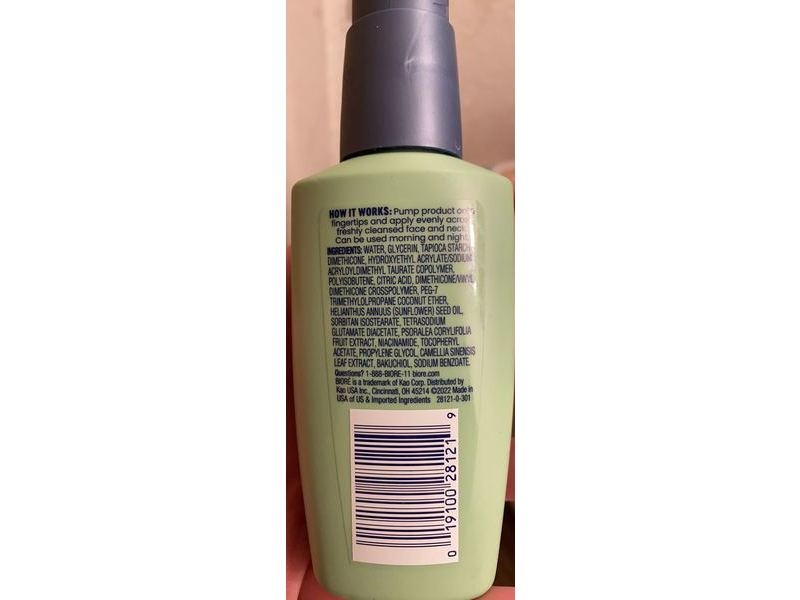 HOW IT WORKS: Pump product onto
fingertips and apply evenly across
freshly cleansed face and neck.
Can be used morning and night.
INGREDIENTS: WATER, GLYCERIN, TAPIOCA STARCH,
DIMETHICONE, HYDROXYETHYL ACRYLATE/SODIUM
ACRYLOYLDIMETHYL TAURATE COPOLYMER,
POLYISOBUTENE, CITRIC ACID, DIMETHICONE/VINYL
DIMETHICONE CROSSPOLYMER, PEG-7
TRIMETHYLOLPROPANE COCONUT ETHER,
HELIANTHUS ANNUUS (SUNFLOWER) SEED OIL,
SORBITAN ISOSTEARATE, TETRASODIUM
GLUTAMATE DIACETATE, PSORALEA CORYLIFOLIA
FRUIT EXTRACT, NIACINAMIDE, TOCOPHERYL
ACETATE, PROPYLENE GLYCOL, CAMELLIA SINENSIS
LEAF EXTRACT, BAKUCHIOL, SODIUM BENZOATE.
Questions? 1-888-BIORE-11 biore.com
BIORE is a trademark of Kao Corp. Distributed by
Kao USA Inc., Cincinnati, OH 45214 ©2022 Made in
USA of US & Imported Ingredients 28121-0-301
0 19100 28121 9